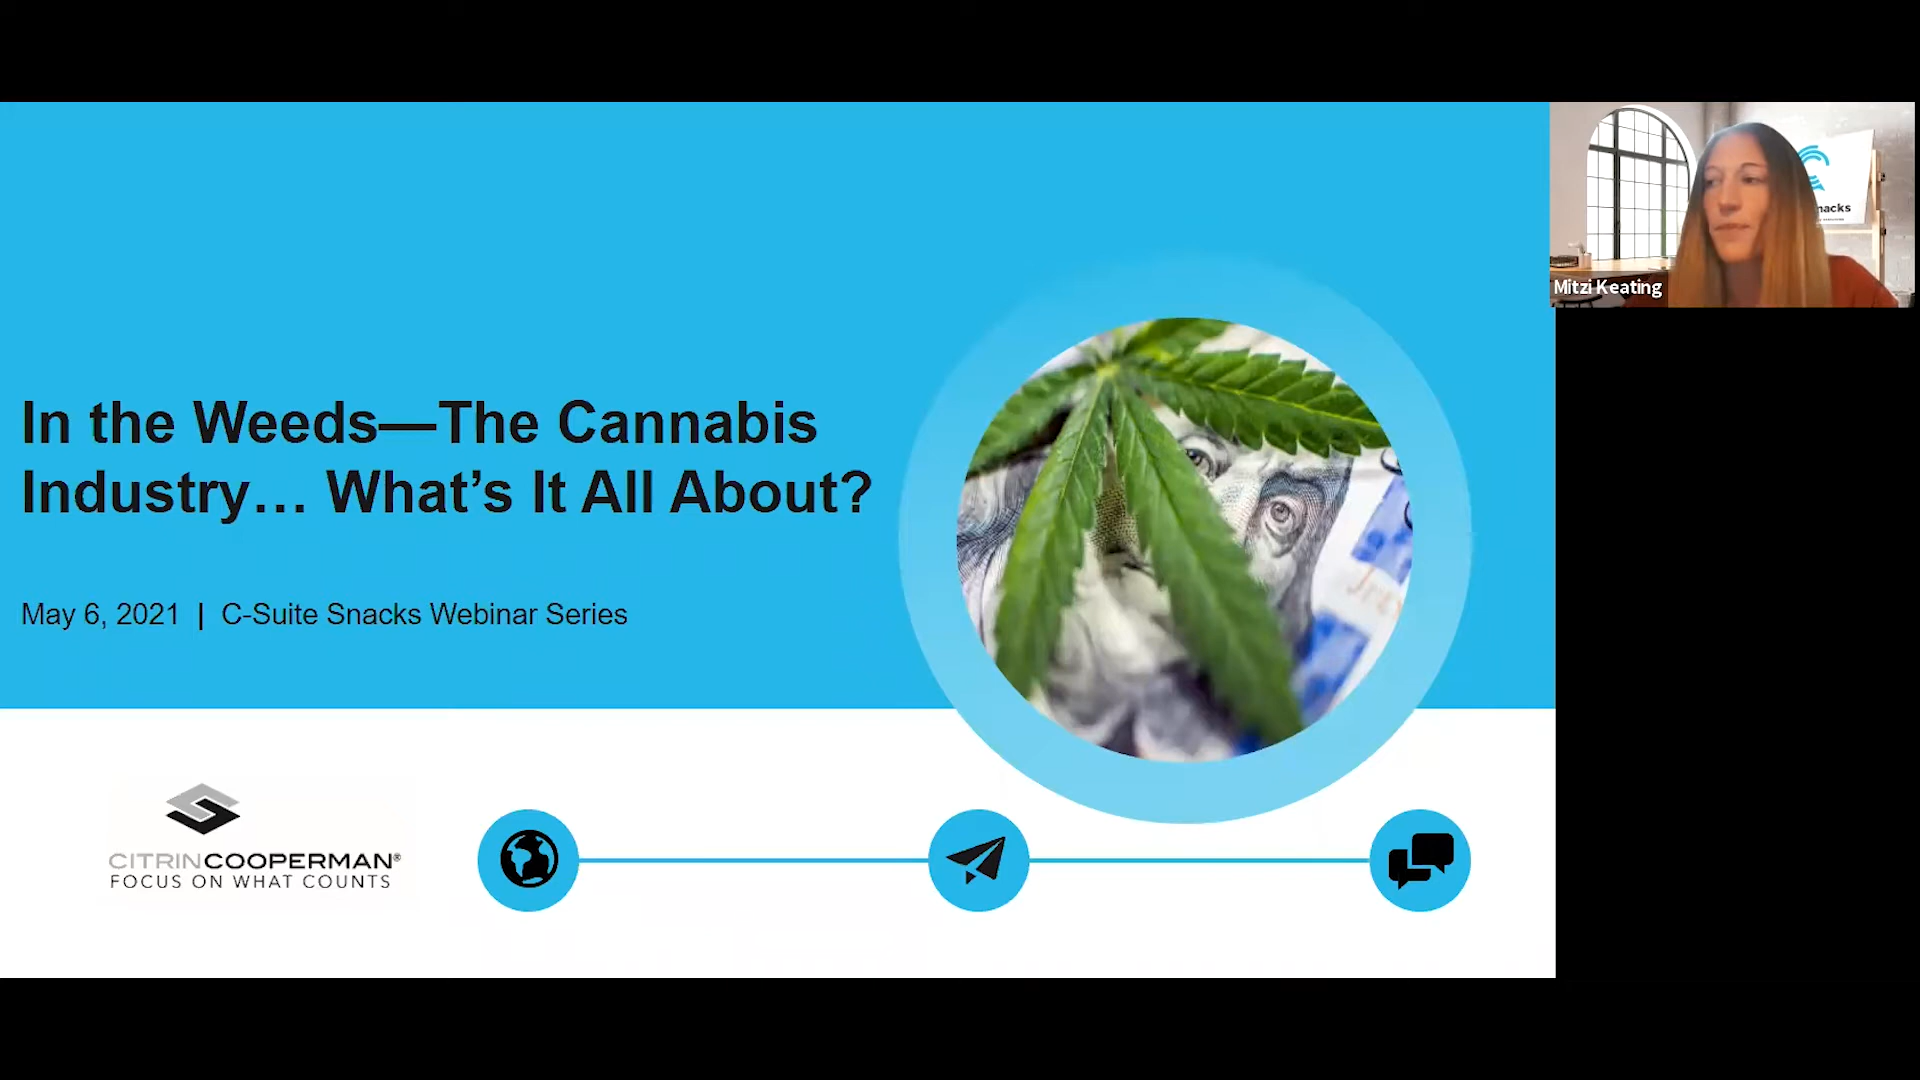 In the Weeds—The Cannabis
Industry… What’s It All About?
May 6, 2021 | C-Suite Snacks Webinar Series
CITRINCOOPERMAN®
FOCUS ON WHAT COUNTS
Mitzi Keating